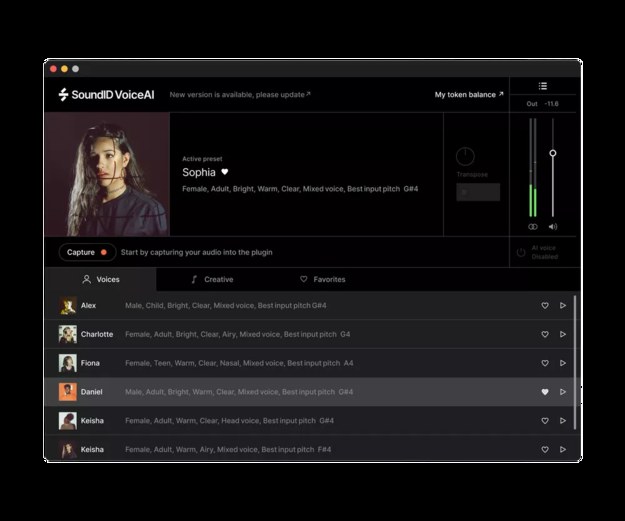 SoundID VoiceAI
New version is available, please update
My token balance
Out -11.6
Active preset
Sophia
Female, Adult, Bright, Warm, Clear, Mixed voice, Best input pitch G#4
Transpose
Capture
Start by capturing your audio into the plugin
AI voice
Disabled
Voices
Creative
Favorites
Alex Male, Child, Bright, Clear, Mixed voice, Best input pitch G#4
Charlotte Female, Adult, Bright, Clear, Airy, Mixed voice, Best input pitch G4
Fiona Female, Teen, Warm, Clear, Nasal, Mixed voice, Best input pitch A4
Daniel Male, Adult, Bright, Warm, Clear, Mixed voice, Best input pitch G#4
Keisha Female, Adult, Warm, Clear, Head voice, Best input pitch G#4
Keisha Female, Adult, Warm, Airy, Mixed voice, Best input pitch F#4